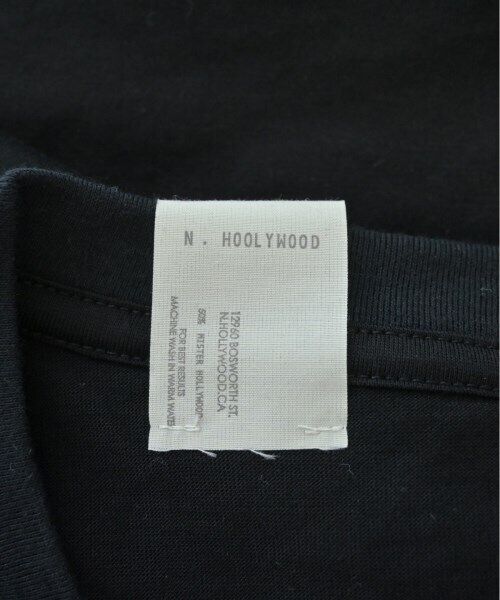 N. HOOLYWOOD
12960 BOSWORTH ST.
N.HOLLYWOOD.CA
60% MISTER HOLLYWOOD
FOR BEST RESULTS
MACHINE WASH IN WARM WATER